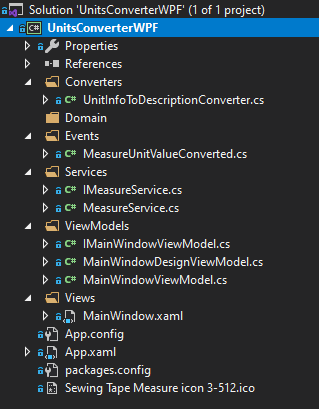 Solution 'UnitsConverterWPF' (1 of 1 project)
C# UnitsConverterWPF
Properties
References
Converters
C# UnitInfoToDescriptionConverter.cs
Domain
Events
C# MeasureUnitValueConverted.cs
Services
C# IMeasureService.cs
C# MeasureService.cs
ViewModels
C# IMainWindowViewModel.cs
C# MainWindowDesignViewModel.cs
C# MainWindowViewModel.cs
Views
MainWindow.xaml
App.config
App.xaml
packages.config
Sewing Tape Measure icon 3-512.ico